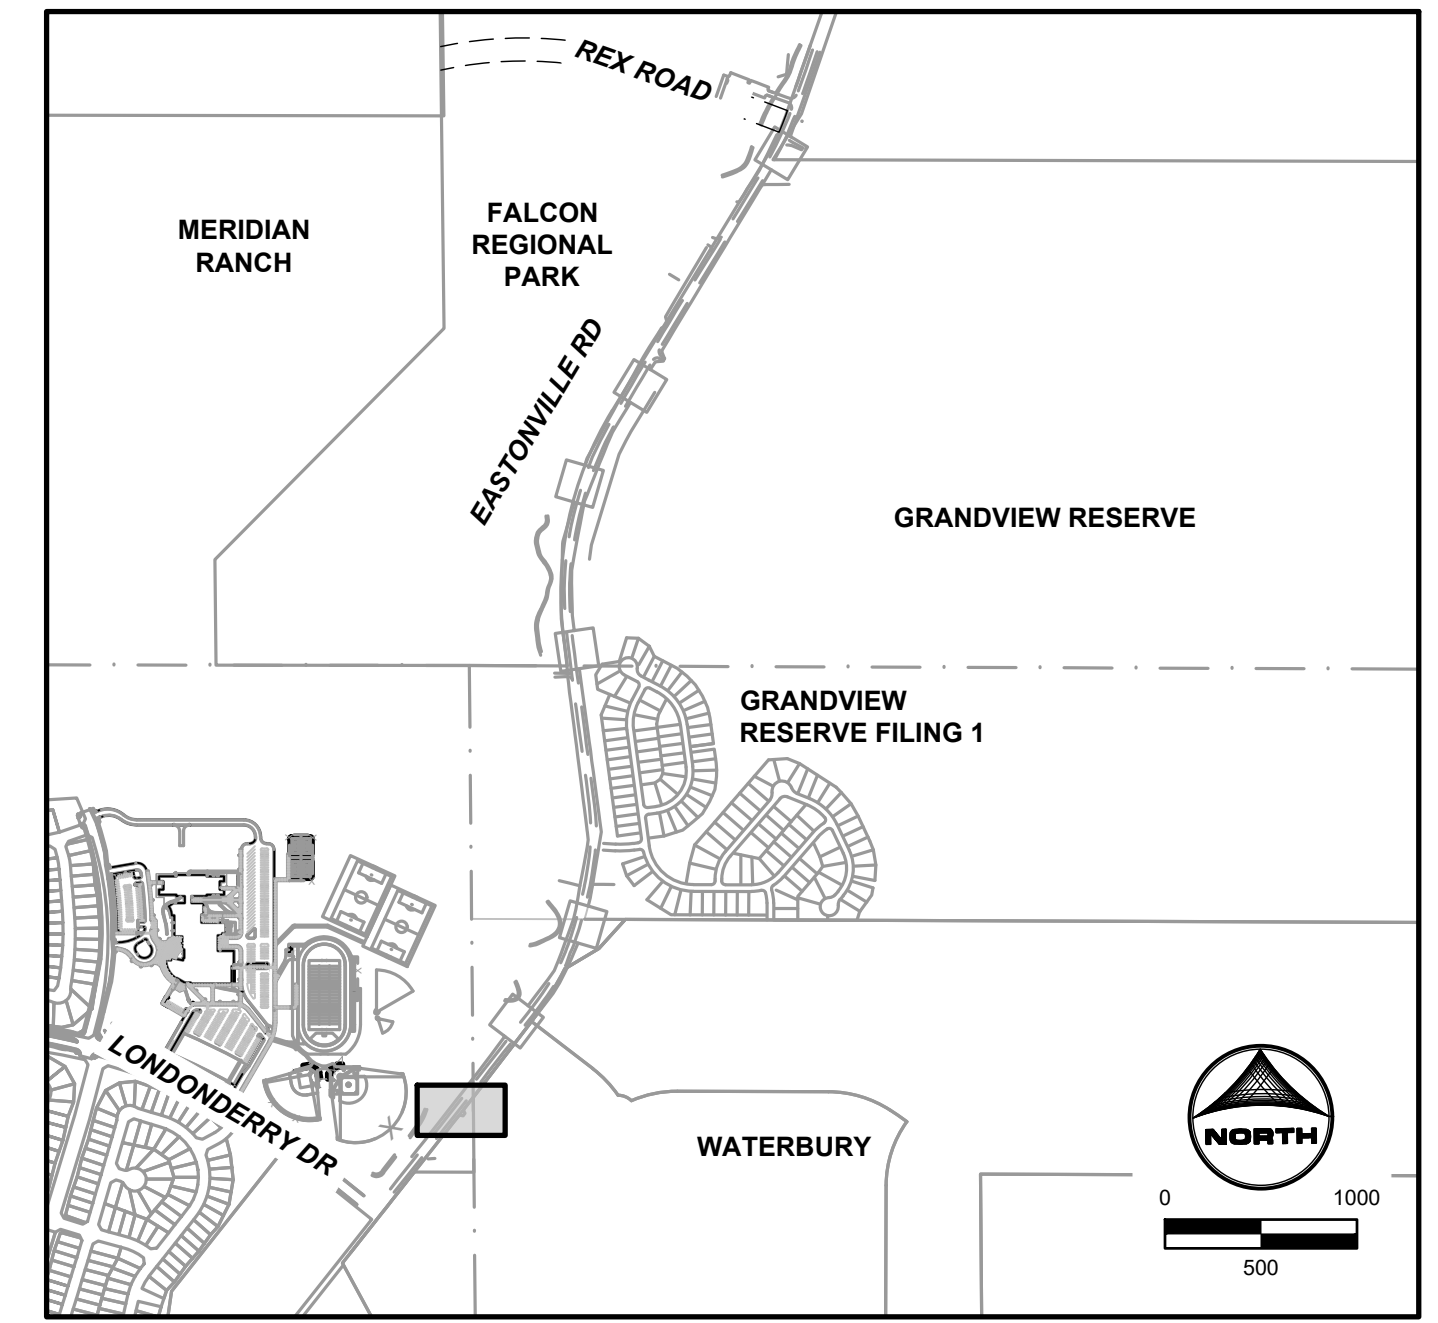 REX ROAD
MERIDIAN
RANCH
FALCON
REGIONAL
PARK
EASTONVILLE RD
GRANDVIEW RESERVE
GRANDVIEW
RESERVE FILING 1
LONDONDERRY DR
WATERBURY
NORTH
0 1000
500